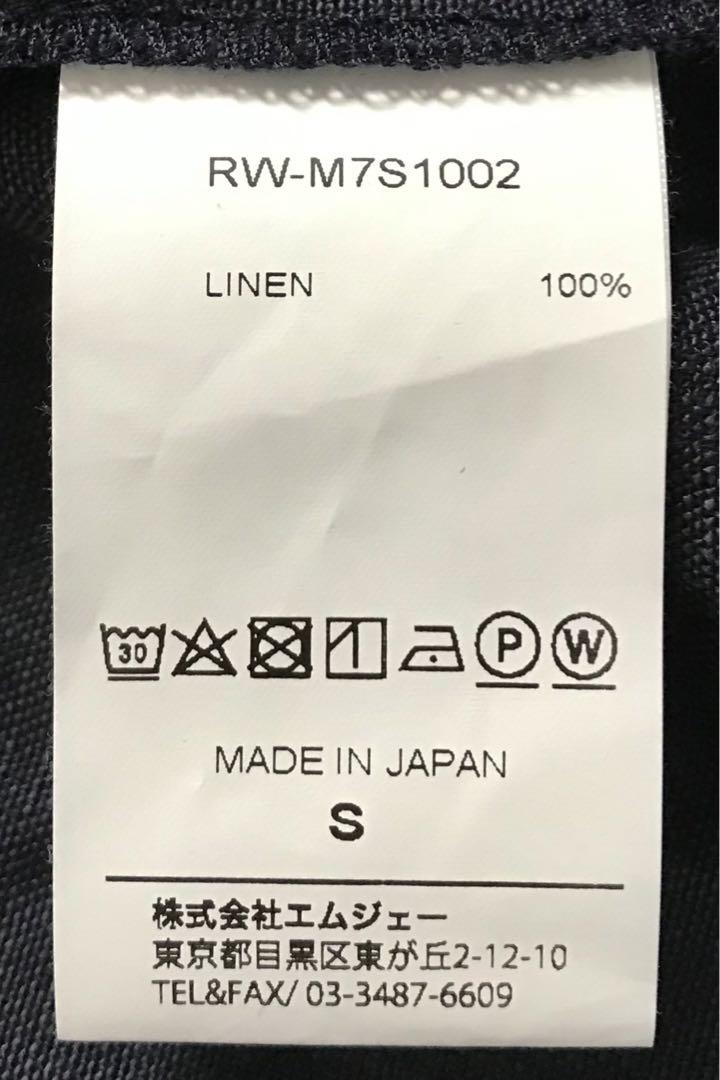 RW-M7S1002
LINEN 100%
30 P W
MADE IN JAPAN
S
株式会社エムジェー
東京都目黒区東が丘2-12-10
TEL&FAX/ 03-3487-6609